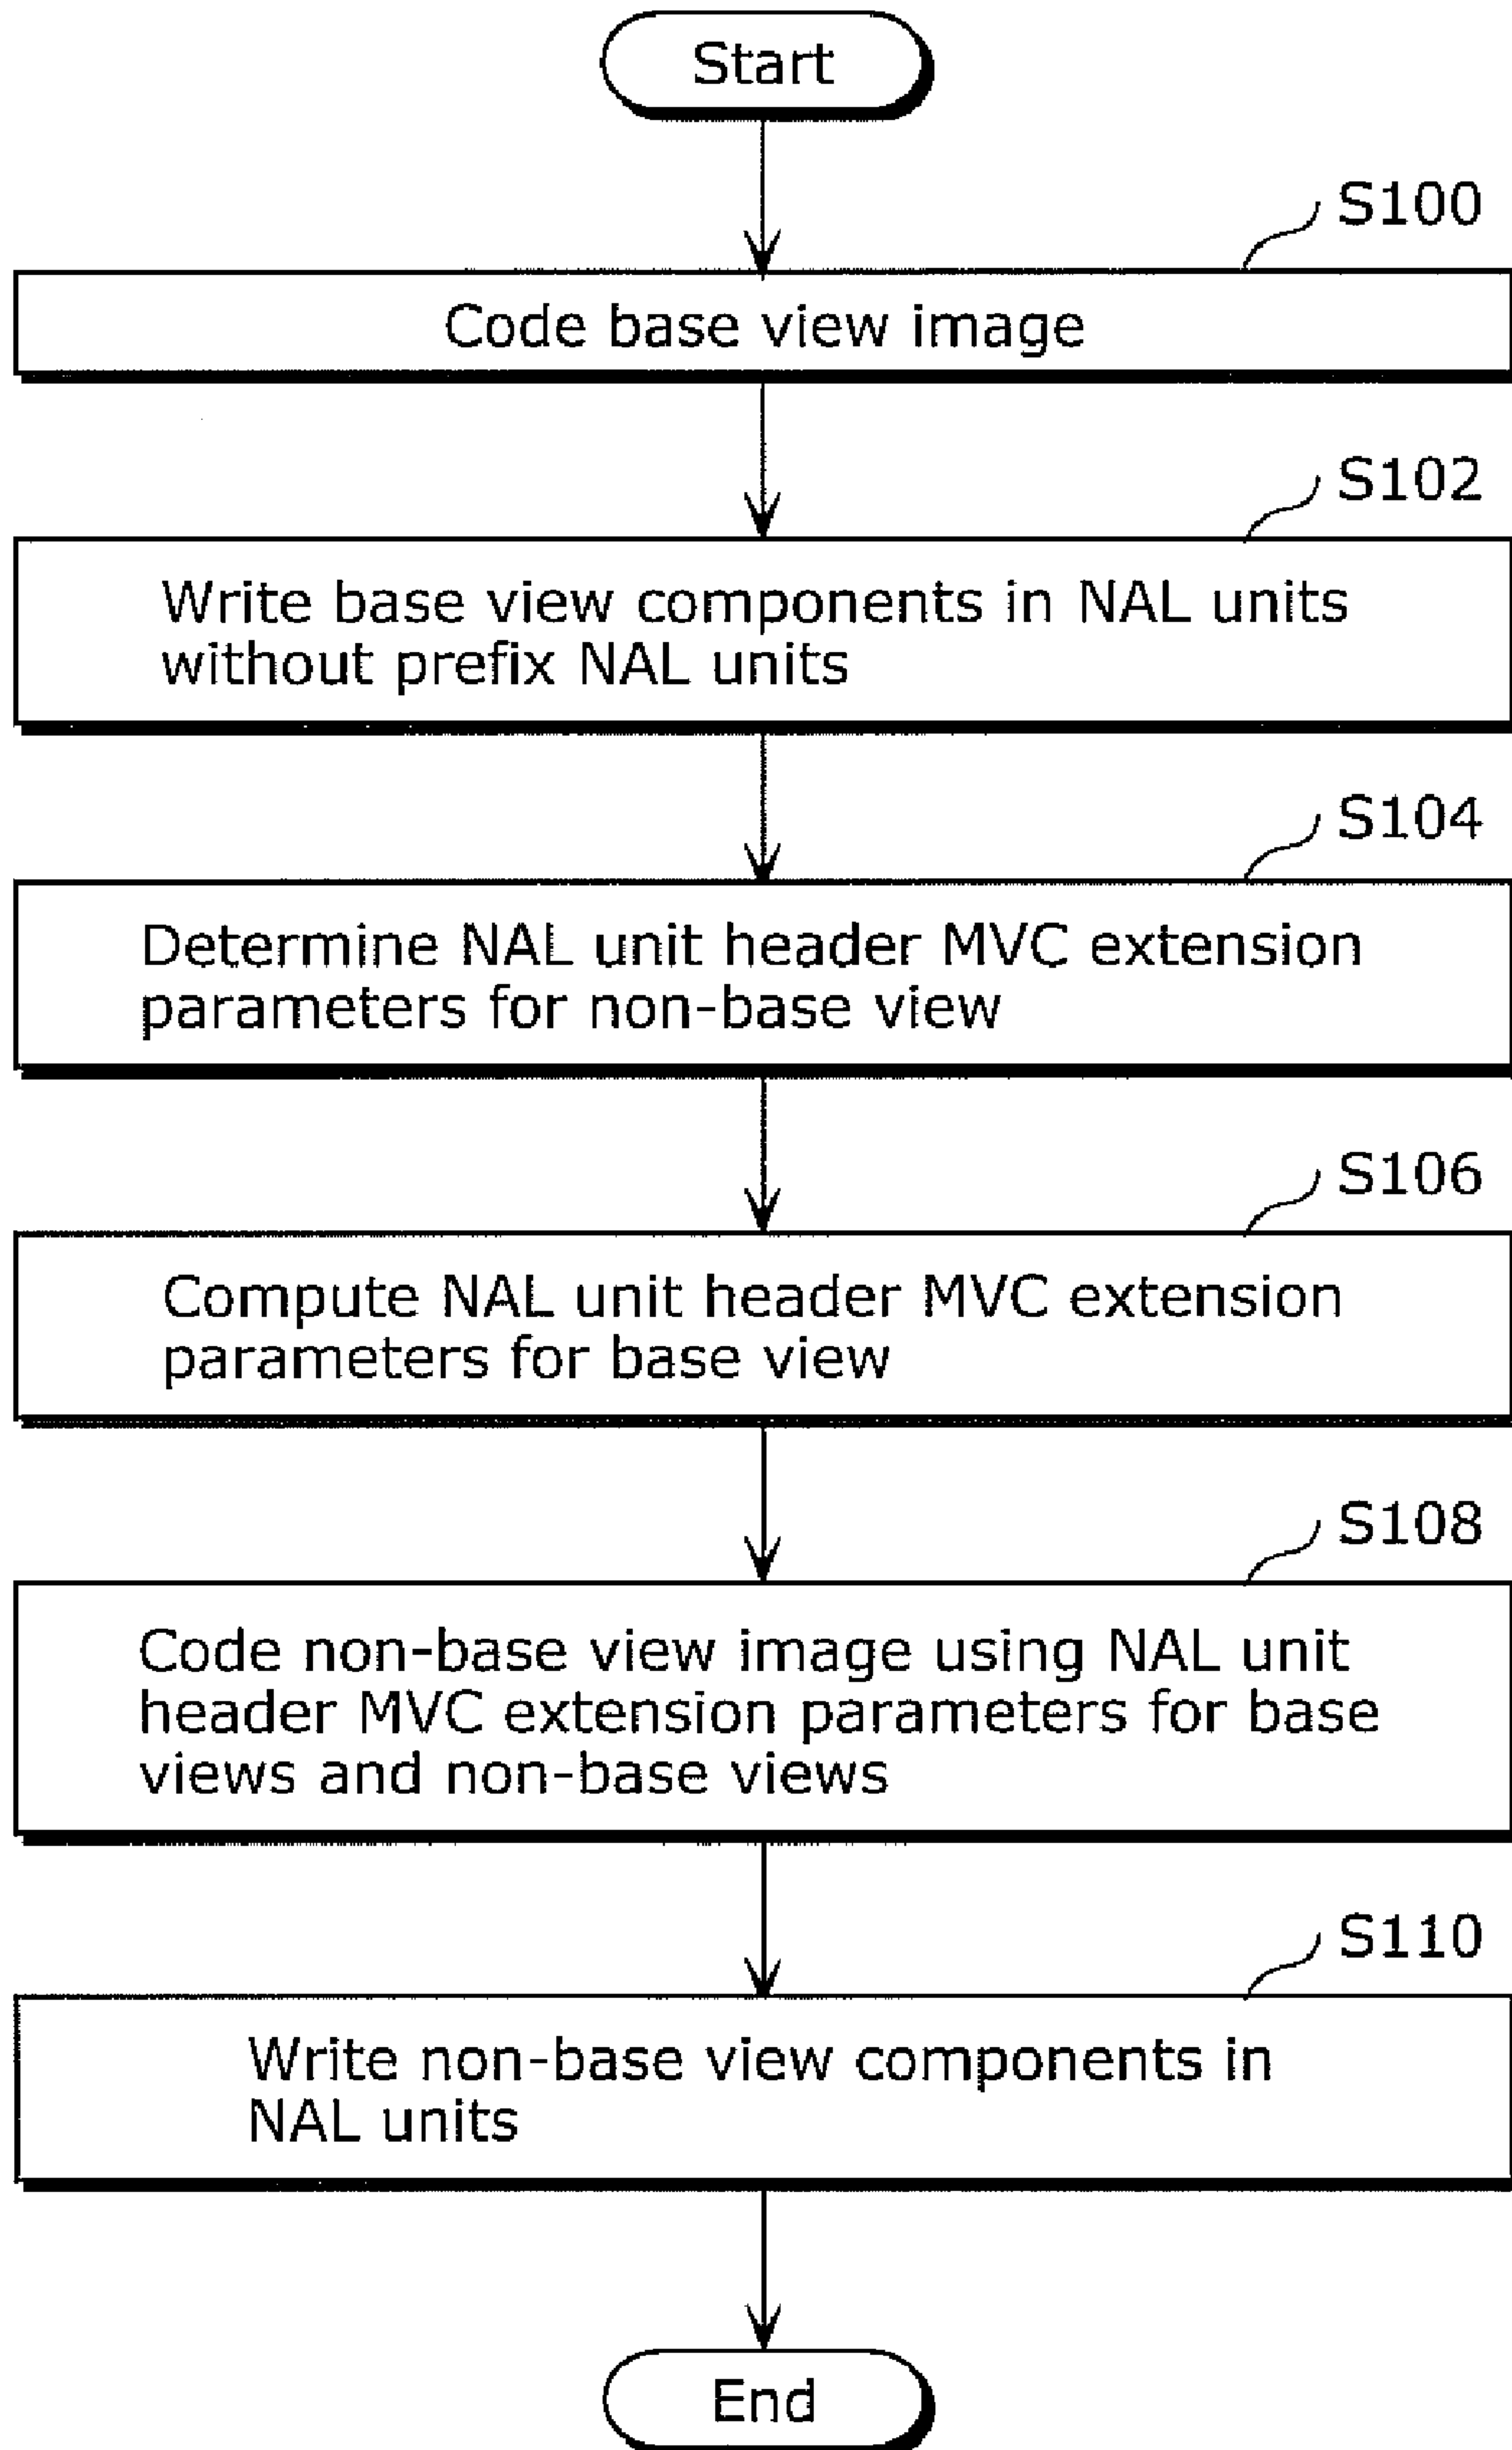 Start
S100
Code base view image
S102
Write base view components in NAL units
without prefix NAL units
S104
Determine NAL unit header MVC extension
parameters for non-base view
S106
Compute NAL unit header MVC extension
parameters for base view
S108
Code non-base view image using NAL unit
header MVC extension parameters for base
views and non-base views
S110
Write non-base view components in
NAL units
End